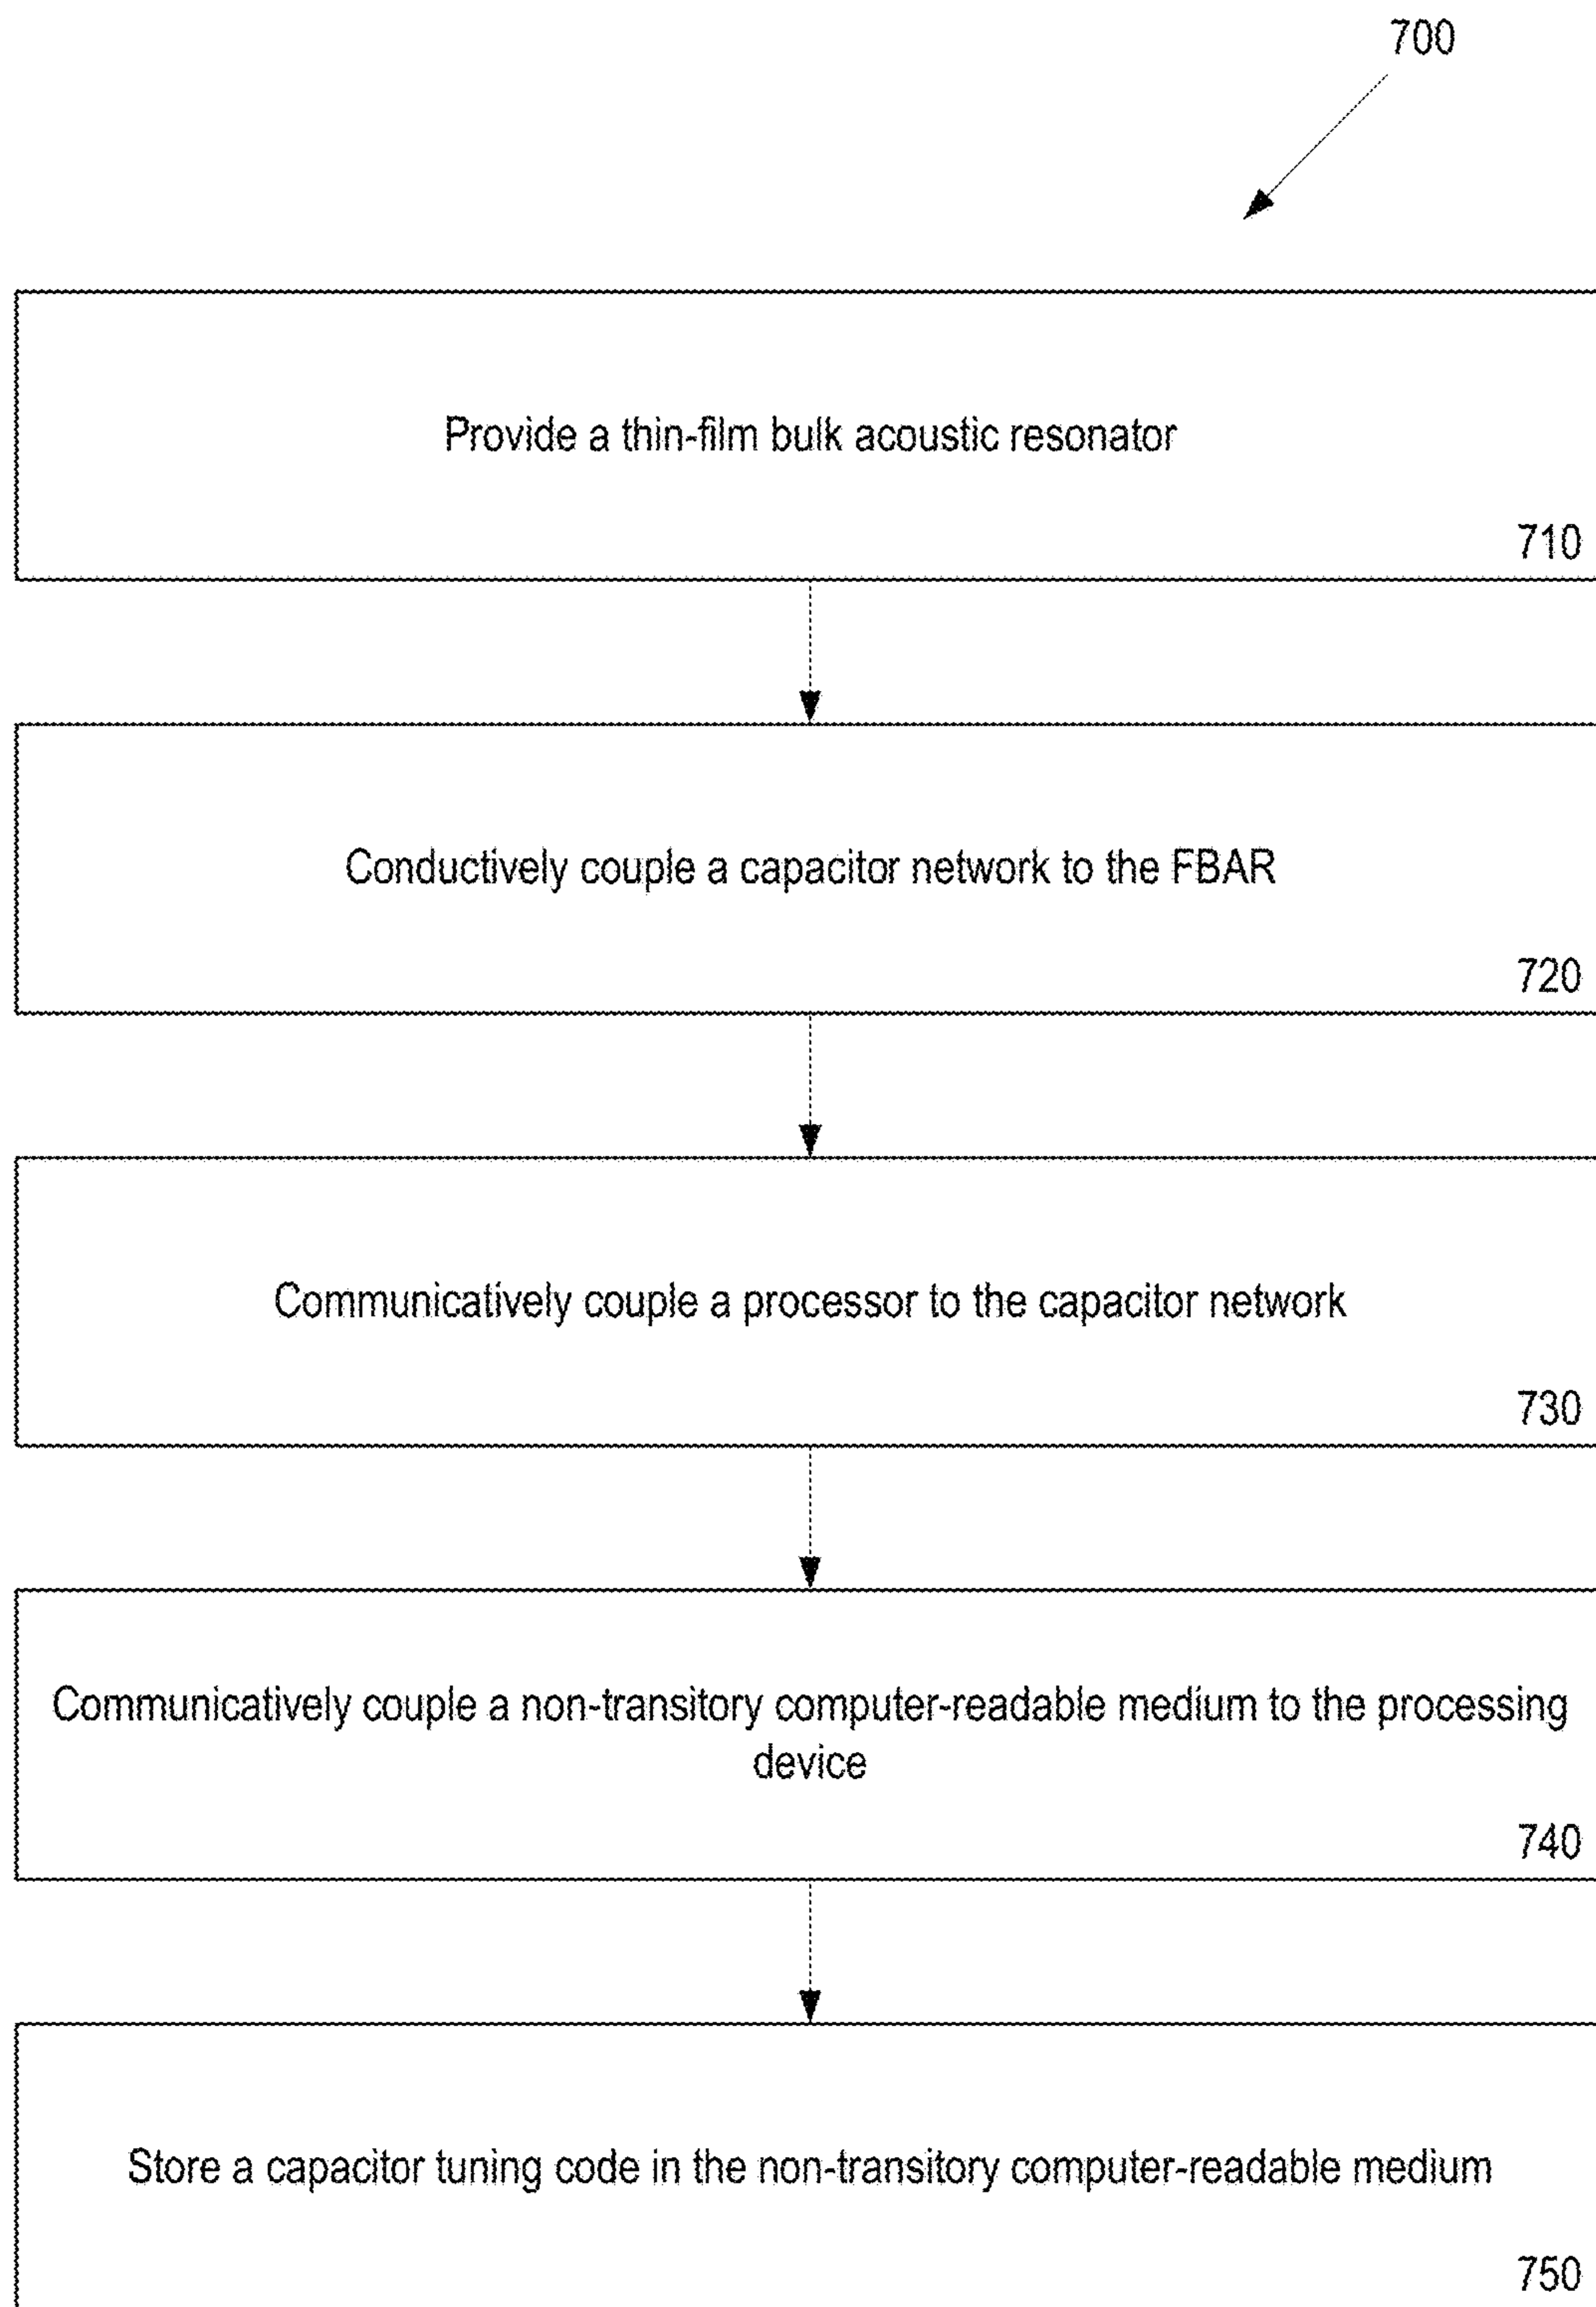 700
Provide a thin-film bulk acoustic resonator
710
Conductively couple a capacitor network to the FBAR
720
Communicatively couple a processor to the capacitor network
730
Communicatively couple a non-transitory computer-readable medium to the processing
device
740
Store a capacitor tuning code in the non-transitory computer-readable medium
750